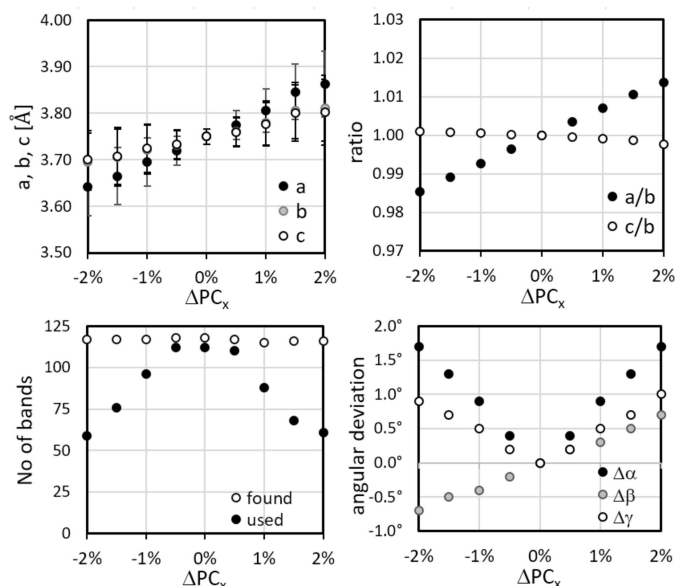 4.00
3.90
3.80
3.70
3.60
3.50
a, b, c [Å]
a
b
c
-2% -1% 0% 1% 2%
ΔPCx
1.03
1.02
1.01
1.00
0.99
0.98
0.97
ratio
a/b
c/b
-2% -1% 0% 1% 2%
ΔPCx
125
100
75
50
25
0
No of bands
found
used
-2% -1% 0% 1% 2%
ΔPCx
2.0°
1.5°
1.0°
0.5°
0.0°
-0.5°
-1.0°
angular deviation
Δα
Δβ
Δγ
-2% -1% 0% 1% 2%
ΔPCx